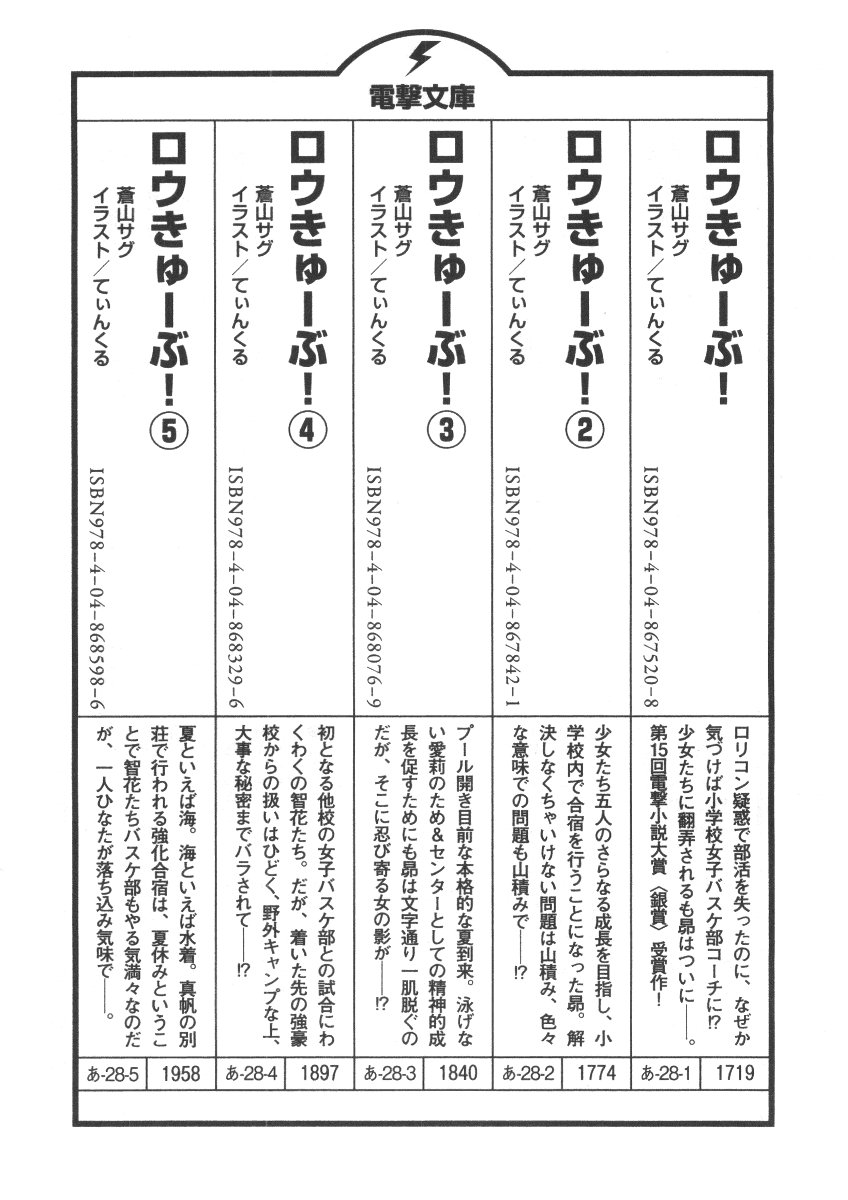 電撃文庫
ロウきゅーぶ！
蒼山サグ
イラスト／てぃんくる
ISBN978-4-04-867520-8
ロリコン疑惑で部活を失ったのに、なぜか
気づけば小学校女子バスケ部コーチに!?
少女たちに翻弄されるも昴はついに――。
第15回電撃小説大賞〈銀賞〉受賞作！
あ-28-1
1719
ロウきゅーぶ！②
蒼山サグ
イラスト／てぃんくる
ISBN978-4-04-867842-1
少女たち五人のさらなる成長を目指し、小
学校内で合宿を行うことになった昴。解
決しなくちゃいけない問題は山積み、色々
な意味での問題も山積みで――!?
あ-28-2
1774
ロウきゅーぶ！③
蒼山サグ
イラスト／てぃんくる
ISBN978-4-04-868076-9
プール開き目前な本格的な夏到来。泳げな
い愛莉のため＆センターとしての精神的成
長を促すためにも昴は文字通り一肌脱ぐの
だが、そこに忍び寄る女の影が――!?
あ-28-3
1840
ロウきゅーぶ！④
蒼山サグ
イラスト／てぃんくる
ISBN978-4-04-868329-6
初となる他校の女子バスケ部との試合にわ
くわくの智花たち。だが、着いた先の強豪
校からの扱いはひどく、野外キャンプな上、
大事な秘密までバラされて――!?
あ-28-4
1897
ロウきゅーぶ！⑤
蒼山サグ
イラスト／てぃんくる
ISBN978-4-04-868598-6
夏といえば海。海といえば水着。真帆の別
荘で行われる強化合宿は、夏休みというこ
とで智花たちバスケ部もやる気満々なのだ
が、一人ひなたが落ち込み気味で――。
あ-28-5
1958